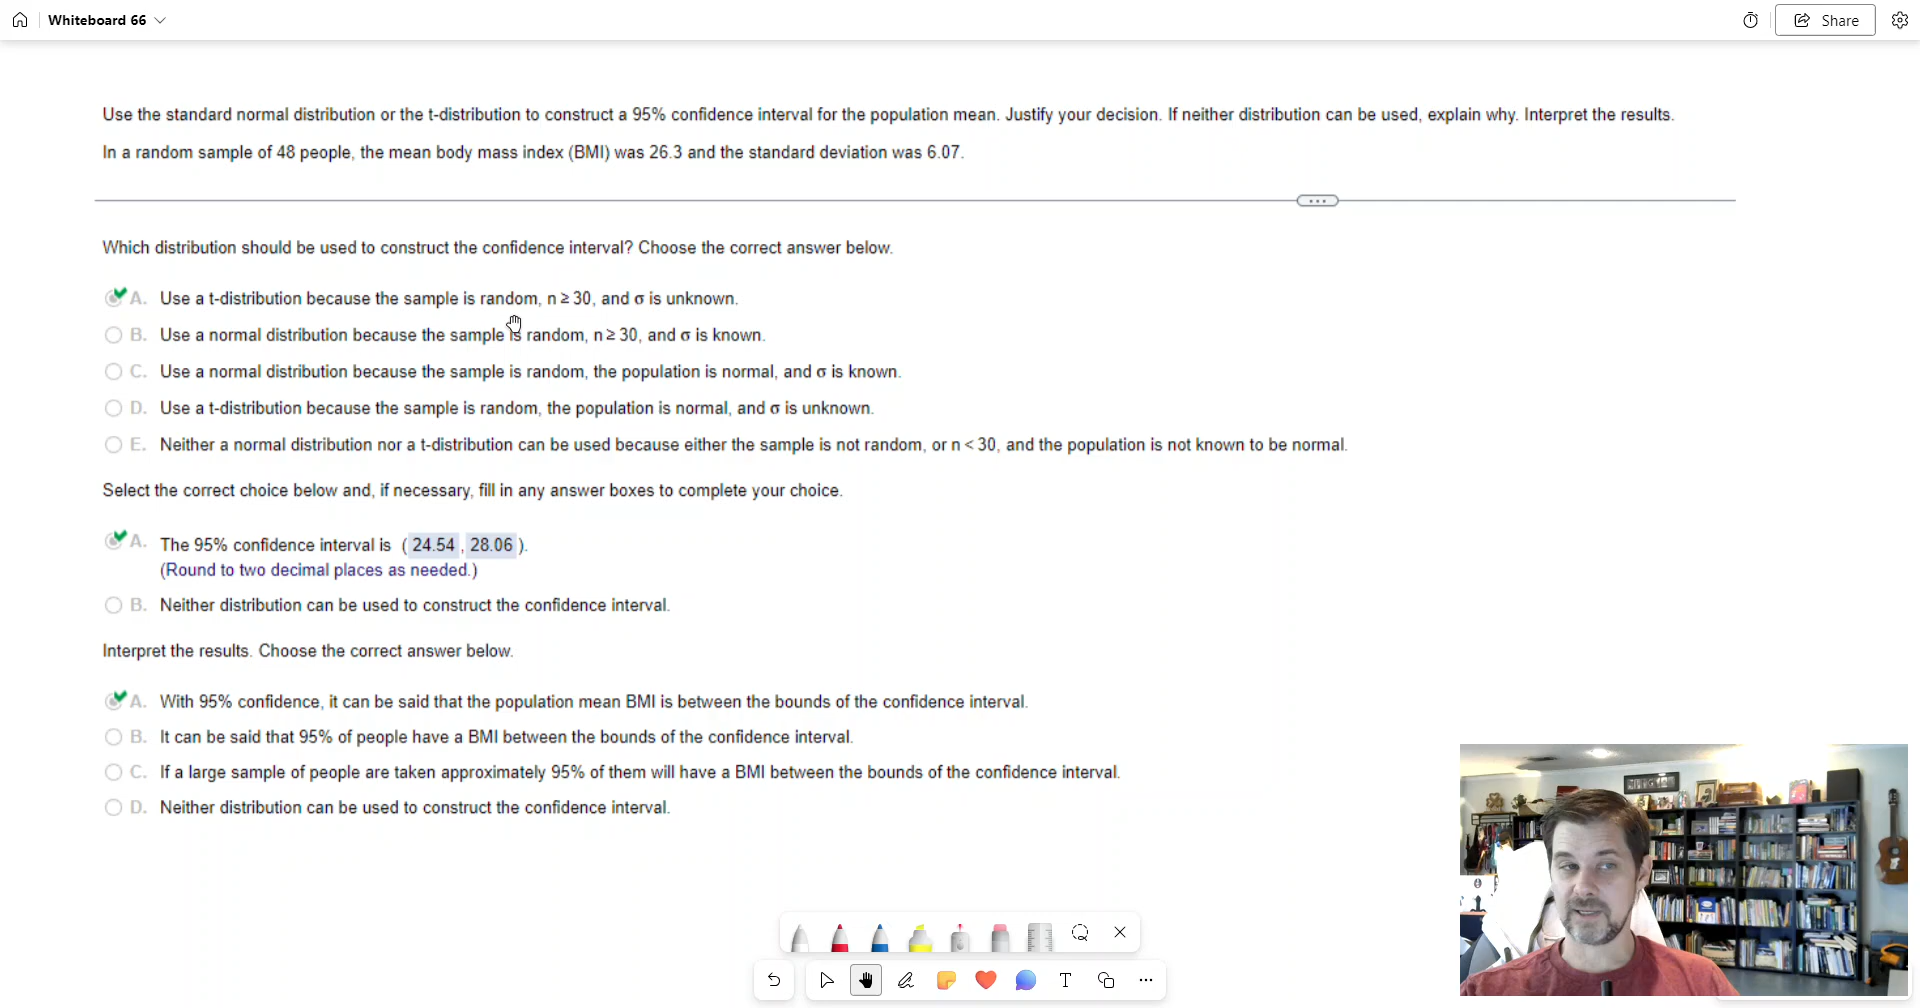 Whiteboard 66
Share
Use the standard normal distribution or the t-distribution to construct a 95% confidence interval for the population mean. Justify your decision. If neither distribution can be used, explain why. Interpret the results.
In a random sample of 48 people, the mean body mass index (BMI) was 26.3 and the standard deviation was 6.07.
Which distribution should be used to construct the confidence interval? Choose the correct answer below.
A. Use a t-distribution because the sample is random, n ≥ 30, and σ is unknown.
B. Use a normal distribution because the sample is random, n ≥ 30, and σ is known.
C. Use a normal distribution because the sample is random, the population is normal, and σ is known.
D. Use a t-distribution because the sample is random, the population is normal, and σ is unknown.
E. Neither a normal distribution nor a t-distribution can be used because either the sample is not random, or n < 30, and the population is not known to be normal.
Select the correct choice below and, if necessary, fill in any answer boxes to complete your choice.
A. The 95% confidence interval is (24.54, 28.06).
(Round to two decimal places as needed.)
B. Neither distribution can be used to construct the confidence interval.
Interpret the results. Choose the correct answer below.
A. With 95% confidence, it can be said that the population mean BMI is between the bounds of the confidence interval.
B. It can be said that 95% of people have a BMI between the bounds of the confidence interval.
C. If a large sample of people are taken approximately 95% of them will have a BMI between the bounds of the confidence interval.
D. Neither distribution can be used to construct the confidence interval.